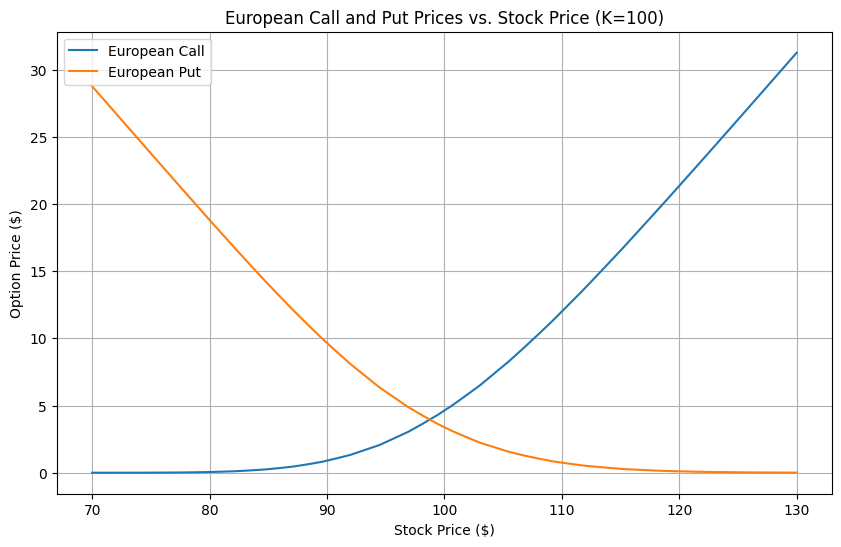 European Call and Put Prices vs. Stock Price (K=100)
European Call
European Put
Option Price ($)
30
25
20
15
10
5
0
70 80 90 100 110 120 130
Stock Price ($)